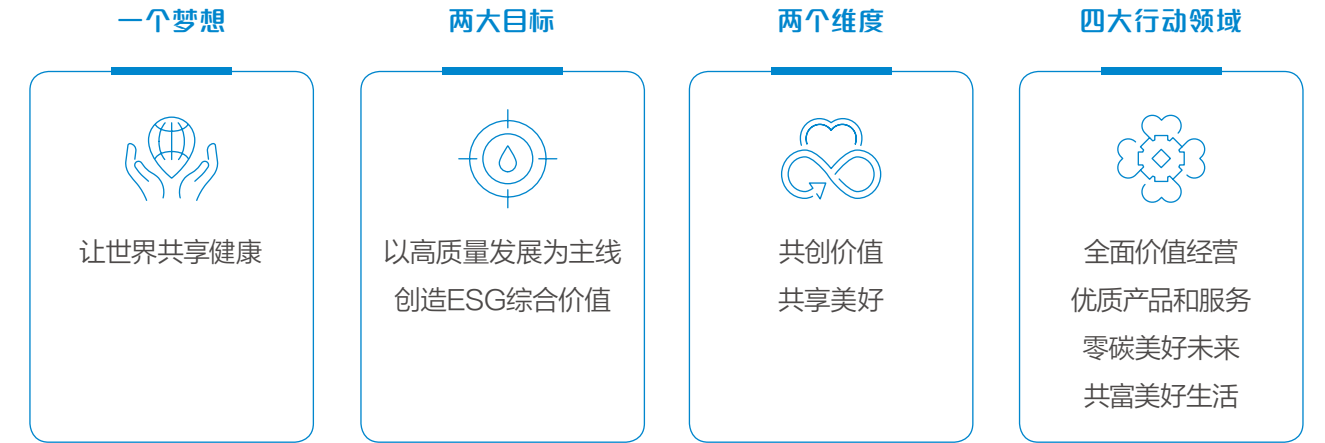 一个梦想
让世界共享健康
两大目标
以高质量发展为主线
创造ESG综合价值
两个维度
共创价值
共享美好
四大行动领域
全面价值经营
优质产品和服务
零碳美好未来
共富美好生活